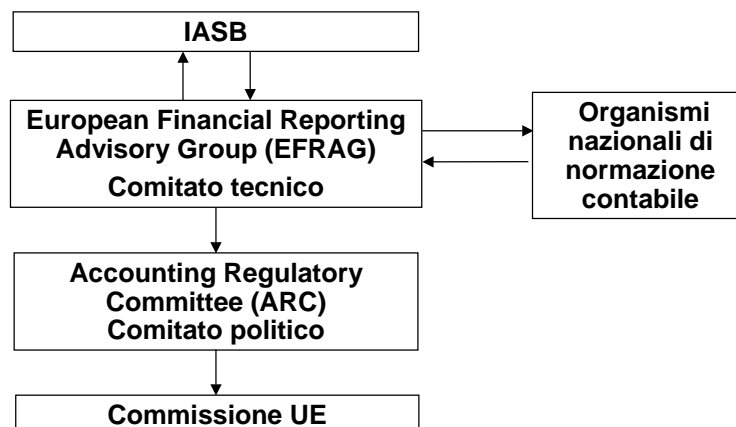 IASB
European Financial Reporting
Advisory Group (EFRAG)
Comitato tecnico
Organismi
nazionali di
normazione
contabile
Accounting Regulatory
Committee (ARC)
Comitato politico
Commissione UE